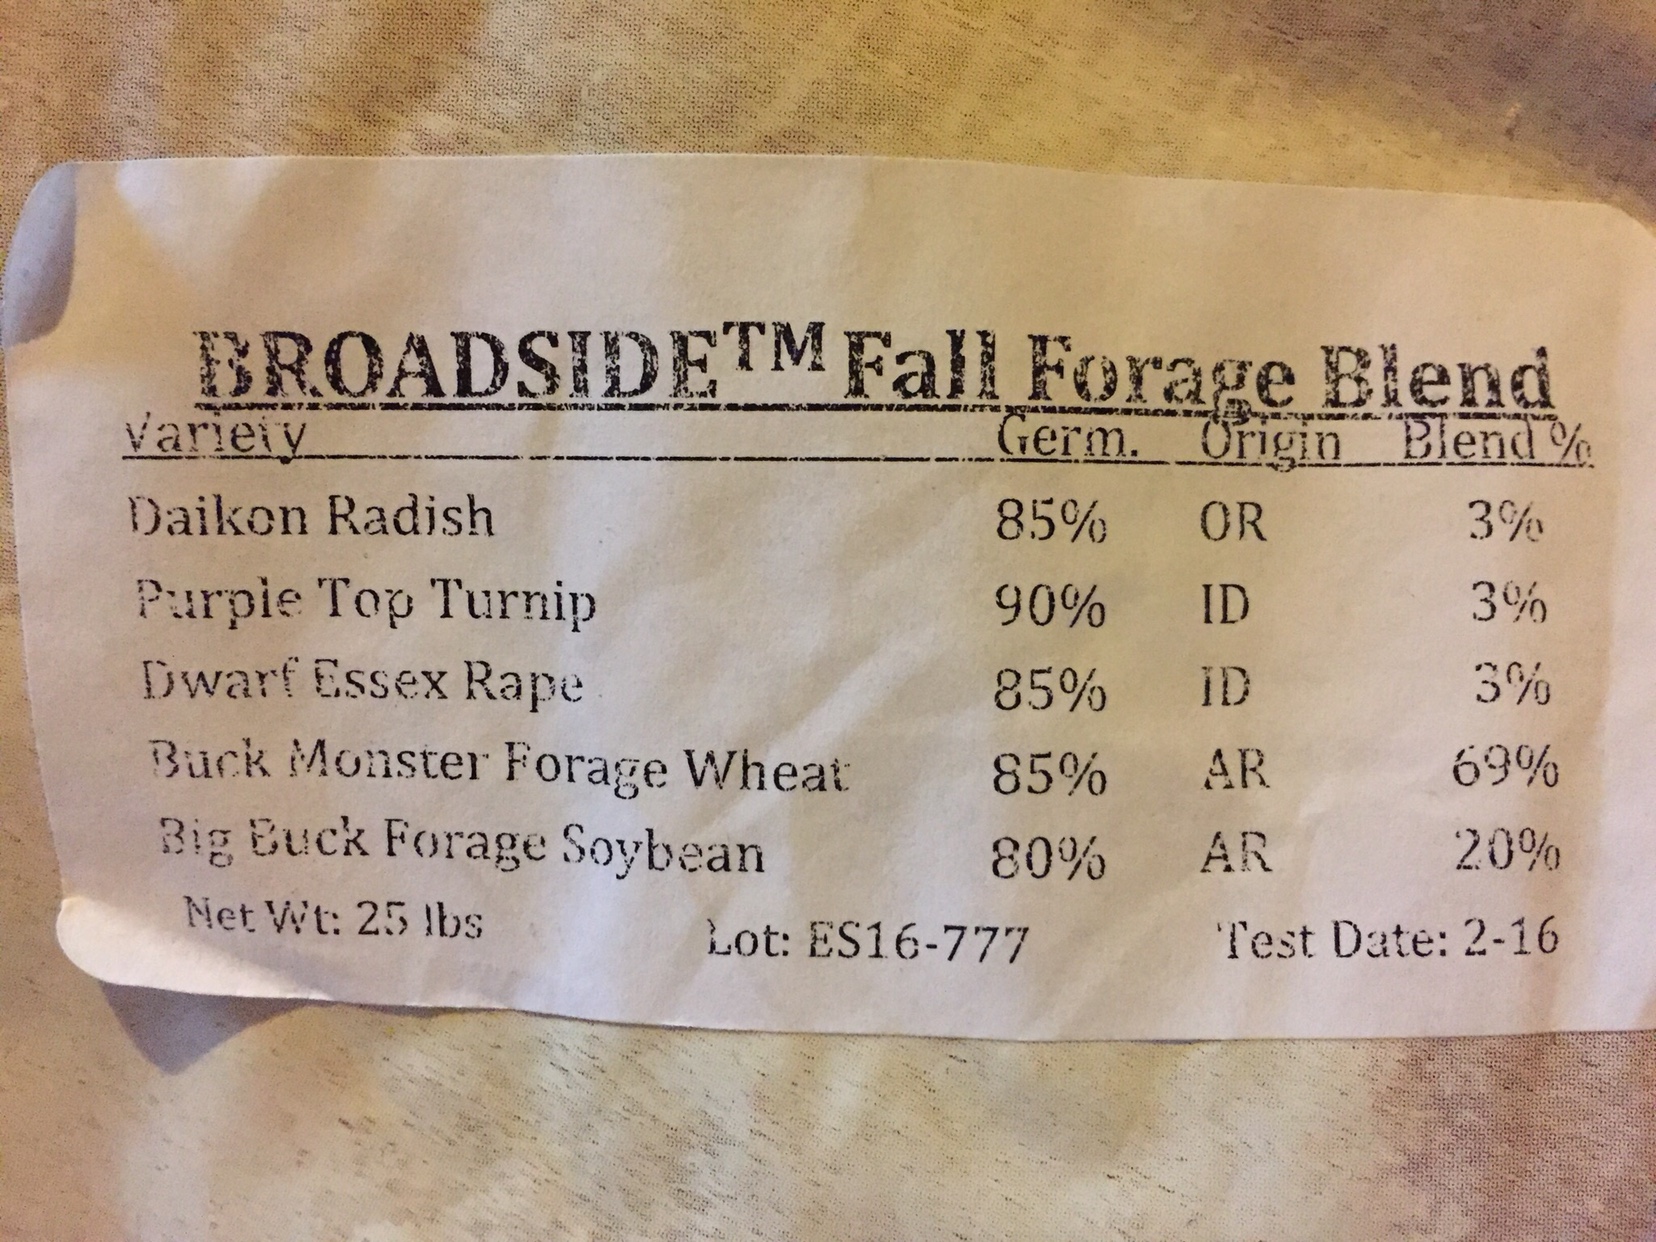 BROADSIDE™ Fall Forage Blend
Variety Germ. Origin Blend %
Daikon Radish 85% OR 3%
Purple Top Turnip 90% ID 3%
Dwarf Essex Rape 85% ID 3%
Buck Monster Forage Wheat 85% AR 69%
Big Buck Forage Soybean 80% AR 20%
Net Wt: 25 lbs Lot: ES16-777 Test Date: 2-16